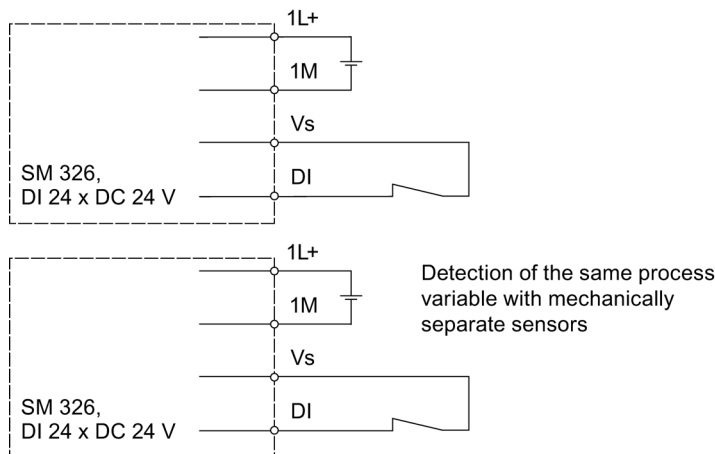 1L+
1M
Vs
SM 326,
DI
DI 24 x DC 24 V
1L+
Detection of the same process
1M
variable with mechanically
separate sensors
Vs
SM 326,
DI
DI 24 x DC 24 V